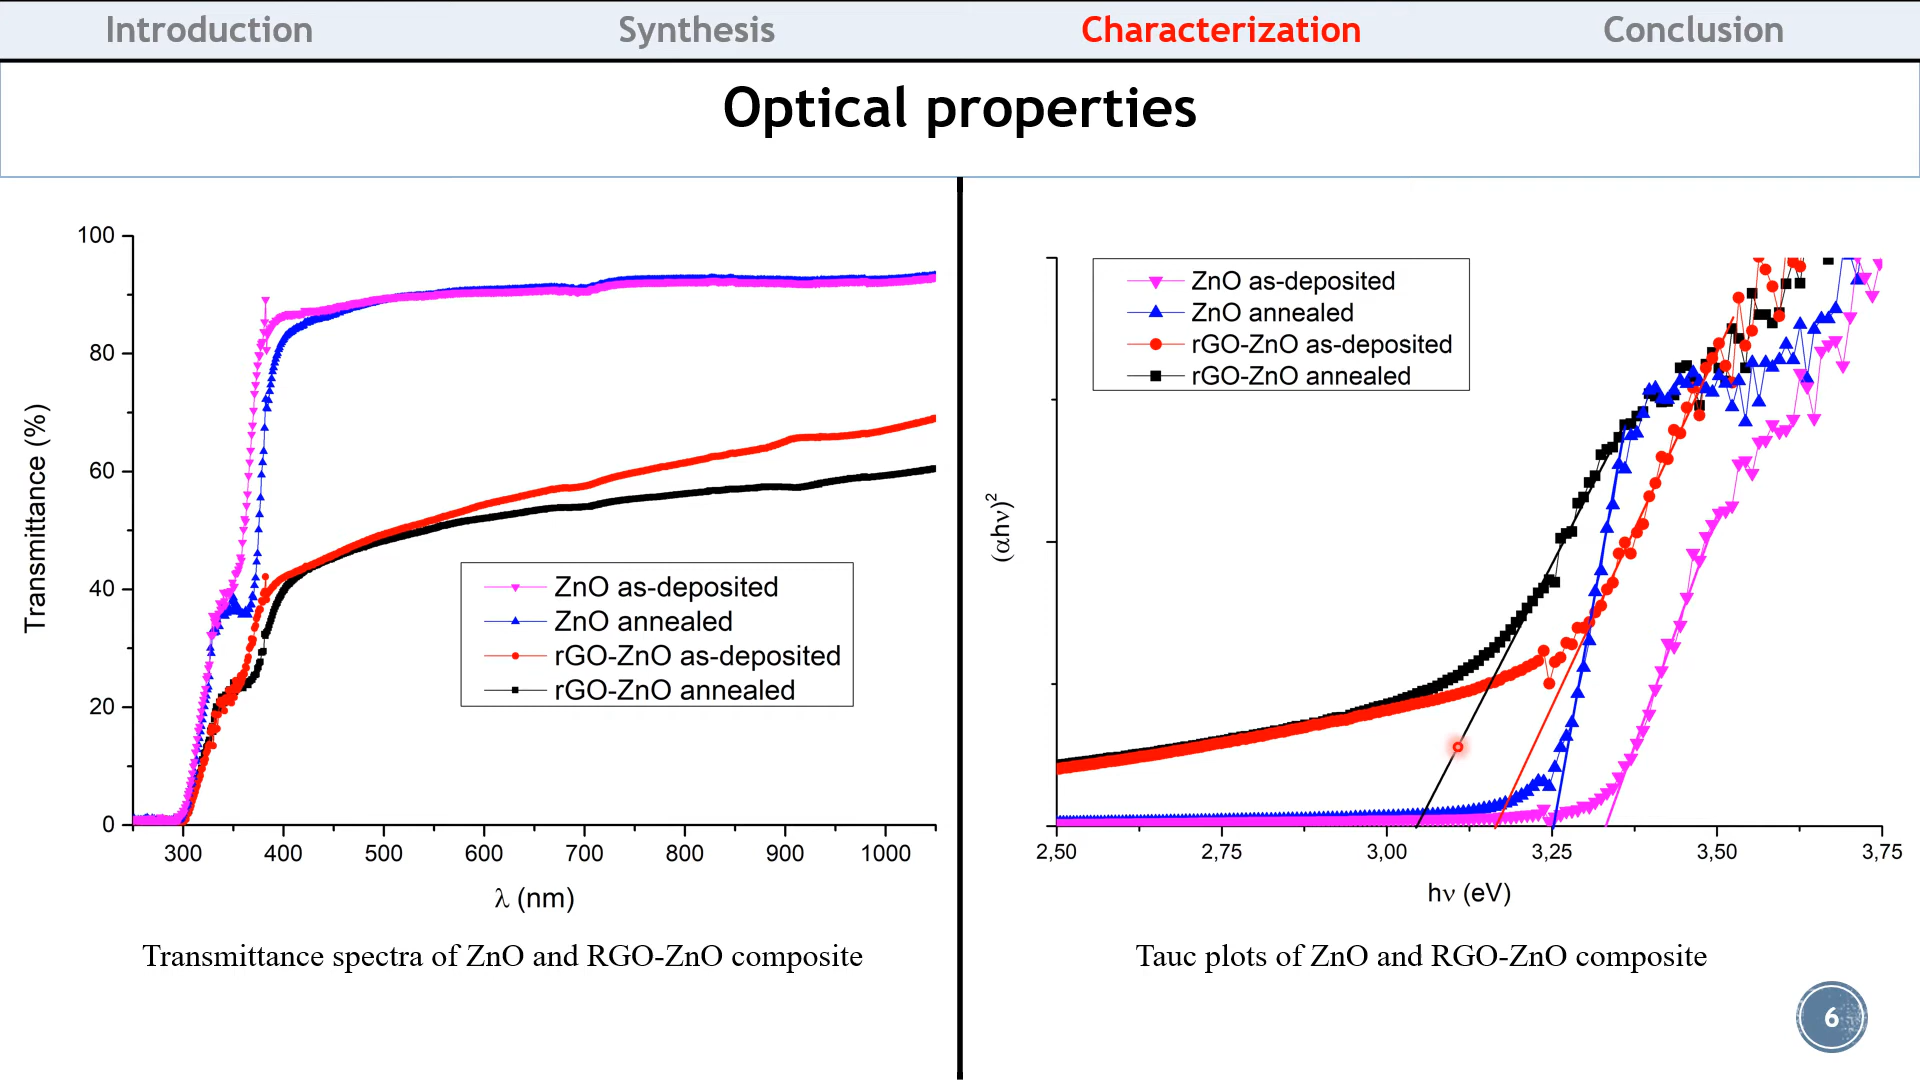 Introduction
Synthesis
Characterization
Conclusion
Optical properties
100
80
60
40
20
0
Transmittance (%)
300
400
500
600
700
800
900
1000
λ (nm)
ZnO as-deposited
ZnO annealed
rGO-ZnO as-deposited
rGO-ZnO annealed
Transmittance spectra of ZnO and RGO-ZnO composite
ZnO as-deposited
ZnO annealed
rGO-ZnO as-deposited
rGO-ZnO annealed
(αhν)²
2,50
2,75
3,00
3,25
3,50
3,75
hν (eV)
Tauc plots of ZnO and RGO-ZnO composite
6